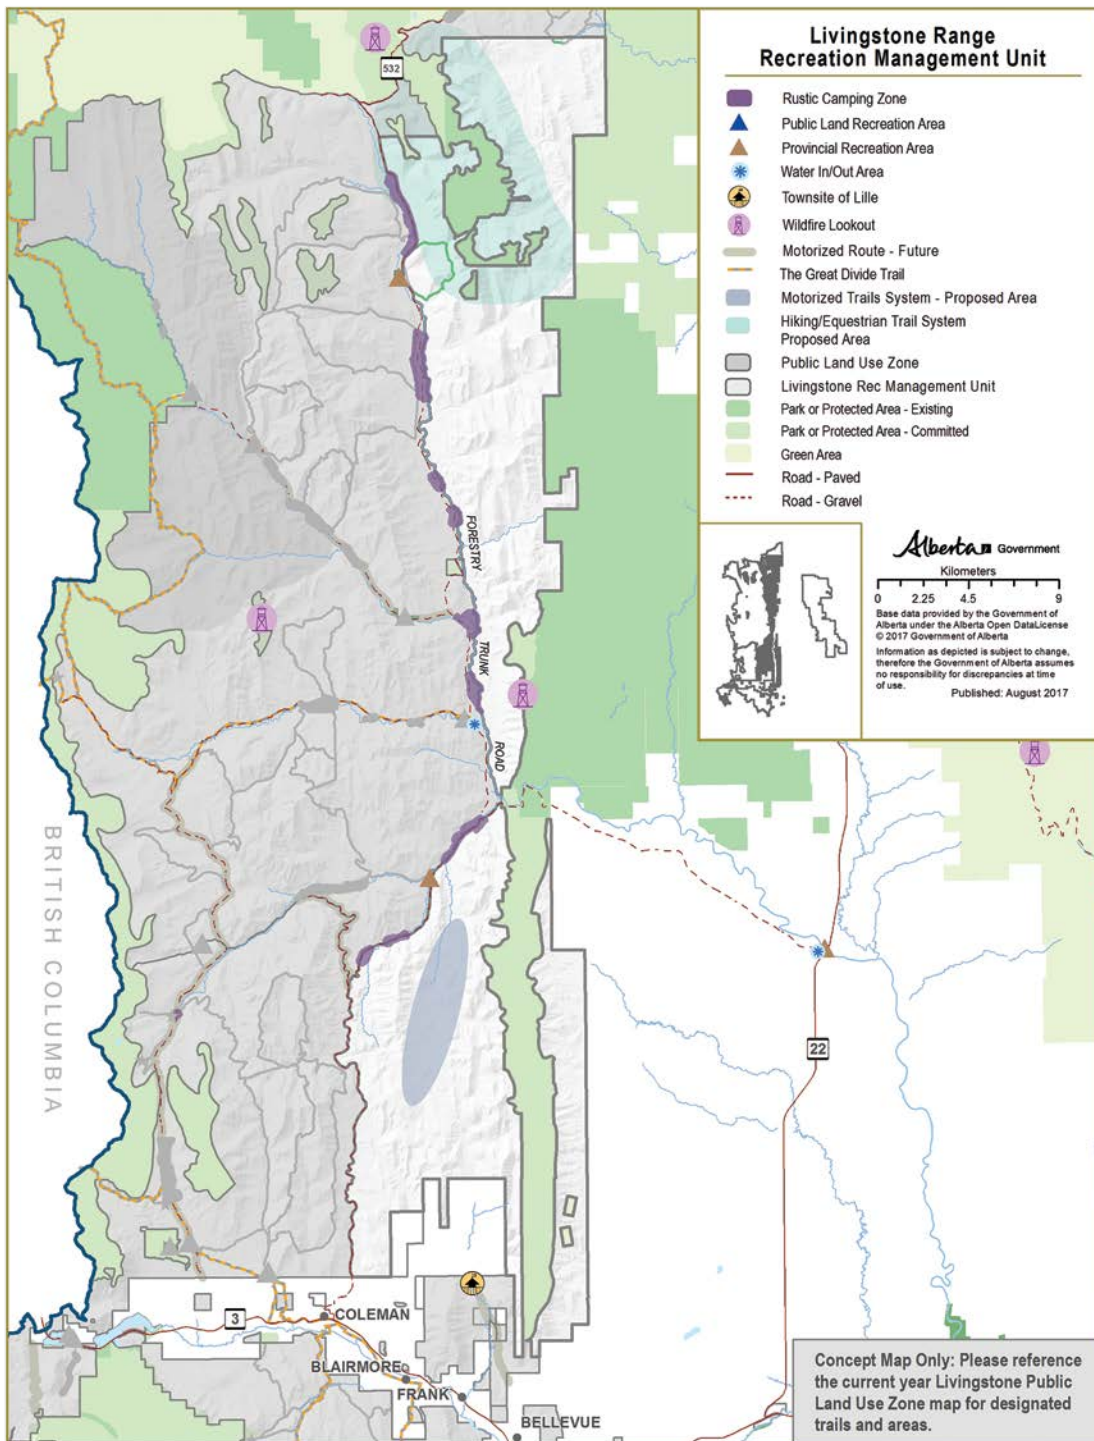 Livingstone Range
Recreation Management Unit
Rustic Camping Zone
Public Land Recreation Area
Provincial Recreation Area
Water In/Out Area
Townsite of Lille
Wildfire Lookout
Motorized Route - Future
The Great Divide Trail
Motorized Trails System - Proposed Area
Hiking/Equestrian Trail System
Proposed Area
Public Land Use Zone
Livingstone Rec Management Unit
Park or Protected Area - Existing
Park or Protected Area - Committed
Green Area
Road - Paved
Road - Gravel
Alberta Government
Kilometers
0 2.25 4.5 9
Base data provided by the Government of
Alberta under the Alberta Open DataLicense
© 2017 Government of Alberta
Information as depicted is subject to change,
therefore the Government of Alberta assumes
no responsibility for discrepancies at time
of use.
Published: August 2017
532
FORESTRY
TRUNK
ROAD
BRITISH COLUMBIA
22
3
COLEMAN
BLAIRMORE
FRANK
BELLEVUE
Concept Map Only: Please reference
the current year Livingstone Public
Land Use Zone map for designated
trails and areas.